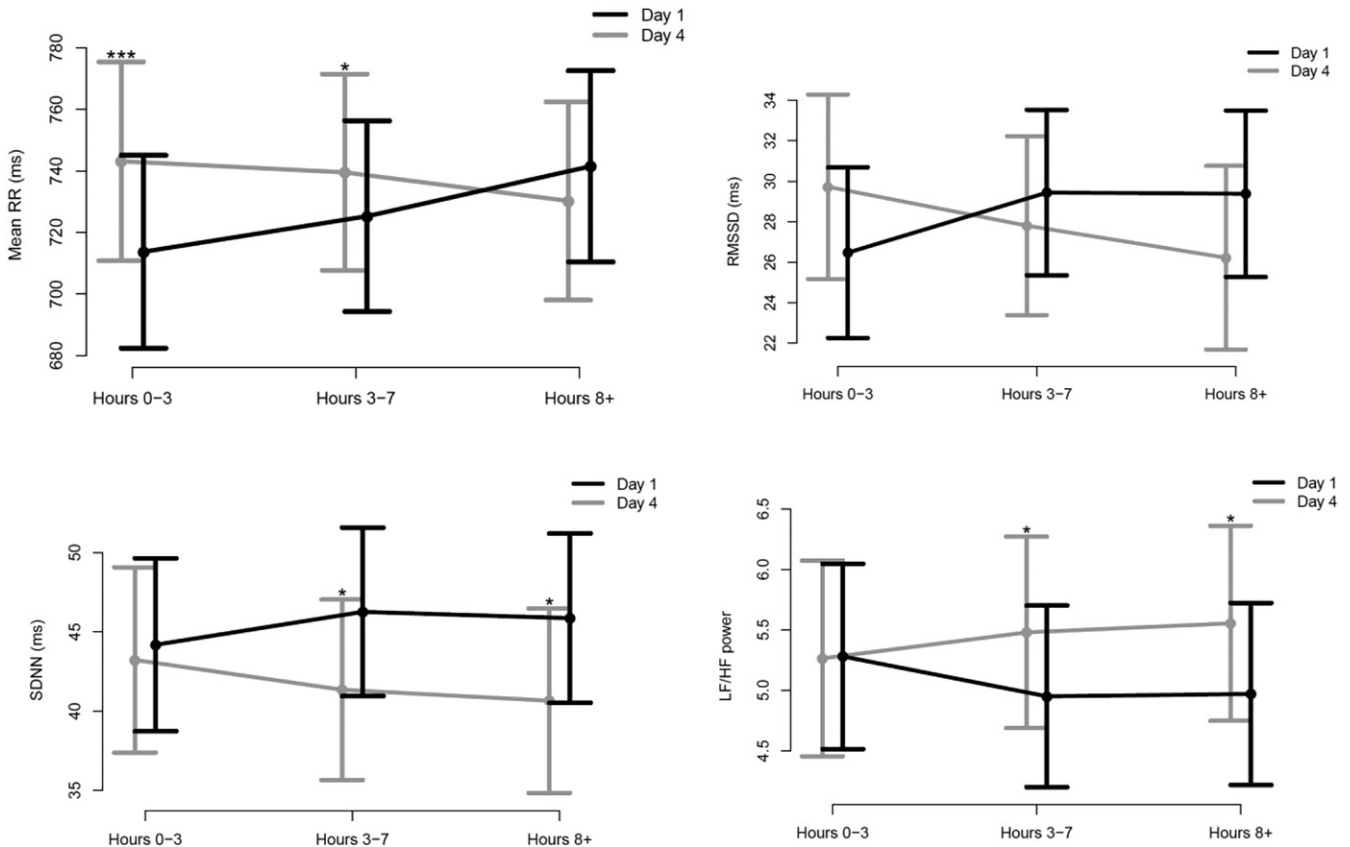 Day 1
Day 4
Mean RR (ms)
780
760
740
720
700
680
***
*
Hours 0−3
Hours 3−7
Hours 8+
Day 1
Day 4
RMSSD (ms)
34
32
30
28
26
24
22
Hours 0−3
Hours 3−7
Hours 8+
Day 1
Day 4
SDNN (ms)
50
45
40
35
*
*
Hours 0−3
Hours 3−7
Hours 8+
Day 1
Day 4
LF/HF power
6.5
6.0
5.5
5.0
4.5
*
*
Hours 0−3
Hours 3−7
Hours 8+